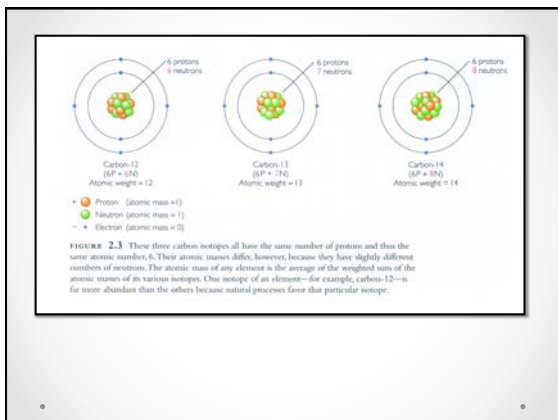 6 protons
6 neutrons
6 protons
7 neutrons
6 protons
8 neutrons
Carbon-12
(6P + 6N)
Atomic weight = 12
Carbon-13
(6P + 7N)
Atomic weight = 13
Carbon-14
(6P + 8N)
Atomic weight = 14
+ Proton (atomic mass =1)
Neutron (atomic mass = 1)
− Electron (atomic mass = 0)
FIGURE 2.3 These three carbon isotopes all have the same number of protons and thus the
same atomic number, 6. Their atomic masses differ, however, because they have slightly different
numbers of neutrons. The atomic mass of any element is the average of the weighted sum of the
atomic masses of its various isotopes. One isotope of an element—for example, carbon-12—is
far more abundant than the others because natural processes favor that particular isotope.